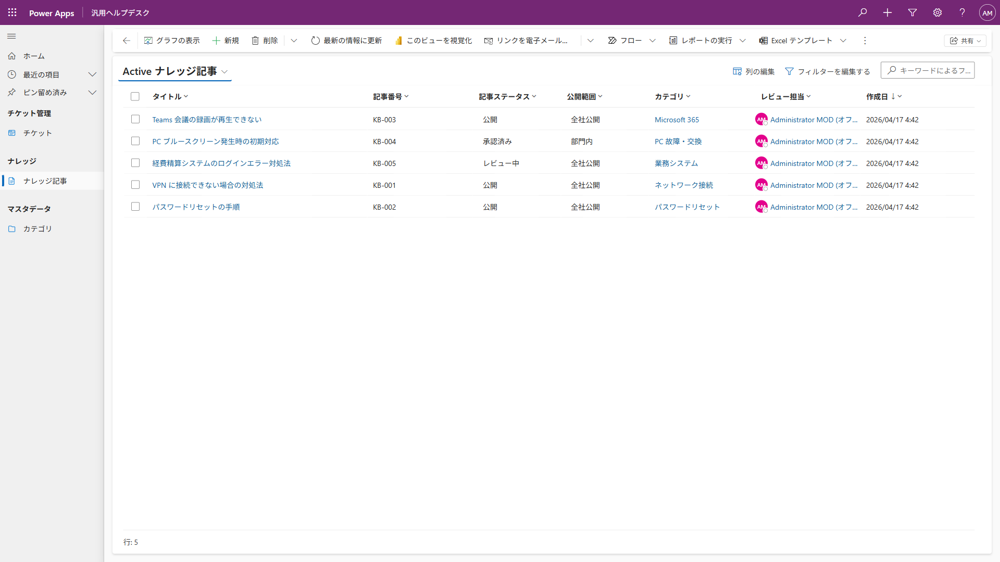 Power Apps 汎用ヘルプデスク AM
グラフの表示 新規 削除 最新の情報に更新 このビューを視覚化 リンクを電子メール... フロー レポートの実行 Excel テンプレート 共有
ホーム
最近の項目
ピン留め済み
チケット管理
チケット
ナレッジ
ナレッジ記事
マスタデータ
カテゴリ
Active ナレッジ記事 列の編集 フィルターを編集する キーワードによるフ...
タイトル 記事番号 記事ステータス 公開範囲 カテゴリ レビュー担当 作成日
Teams 会議の録画が再生できない KB-003 公開 全社公開 Microsoft 365 AM Administrator MOD (オフ... 2026/04/17 4:42
PC ブルースクリーン発生時の初期対応 KB-004 承認済み 部門内 PC 故障・交換 AM Administrator MOD (オフ... 2026/04/17 4:42
経費精算システムのログインエラー対処法 KB-005 レビュー中 全社公開 業務システム AM Administrator MOD (オフ... 2026/04/17 4:42
VPN に接続できない場合の対処法 KB-001 公開 全社公開 ネットワーク接続 AM Administrator MOD (オフ... 2026/04/17 4:42
パスワードリセットの手順 KB-002 公開 全社公開 パスワードリセット AM Administrator MOD (オフ... 2026/04/17 4:42
行: 5